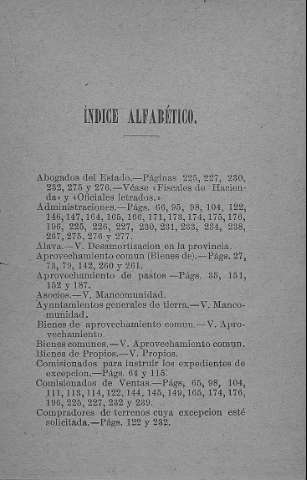 ÍNDICE ALFABÉTICO.
Abogados del Estado.—Páginas 225, 227, 230,
232, 275 y 276.—Véase «Fiscales de Hacien-
da» y «Oficiales letrados.»
Administraciones.—Págs. 66, 95, 98, 104, 122,
146, 147, 164, 165, 166, 171, 173, 174, 175, 176,
196, 225, 226, 227, 230, 231, 233, 234, 238,
267, 275, 276 y 277.
Alava.—V. Desamortizacion en la provincia.
Aprovechamiento comun (Bienes de).—Págs. 27,
73, 79, 142, 260 y 261.
Aprovechamiento de pastos—Págs. 35, 151,
152 y 187.
Asocios.—V. Mancomunidad.
Ayuntamientos generales de tierra.—V. Manco-
munidad.
Bienes de aprovechamiento comun.—V. Apro-
vechamiento.
Bienes comunes.—V. Aprovechamiento comun.
Bienes de Propios.—V. Propios.
Comisionados para instruir los expedientes de
excepcion.—Págs. 64 y 115.
Comisionados de Ventas.—Págs, 65, 98, 104,
111, 113, 114, 122, 144, 145, 149, 165, 174, 176,
196, 225, 227, 232 y 239.
Compradores de terrenos cuya excepcion esté
solicitada.—Págs. 122 y 232.